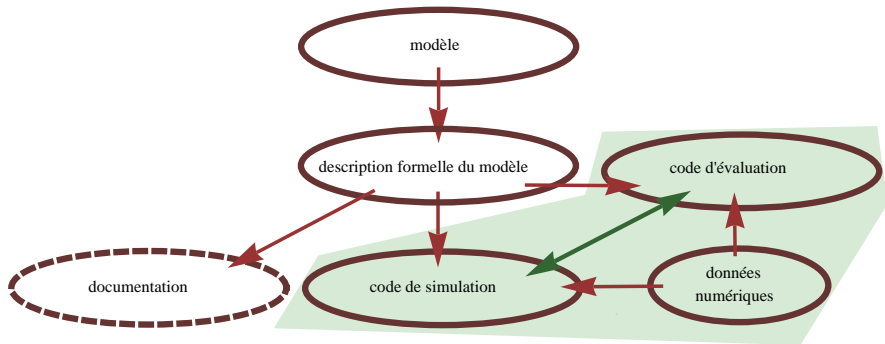 modèle
description formelle du modèle
code d'évaluation
documentation
code de simulation
données
numériques